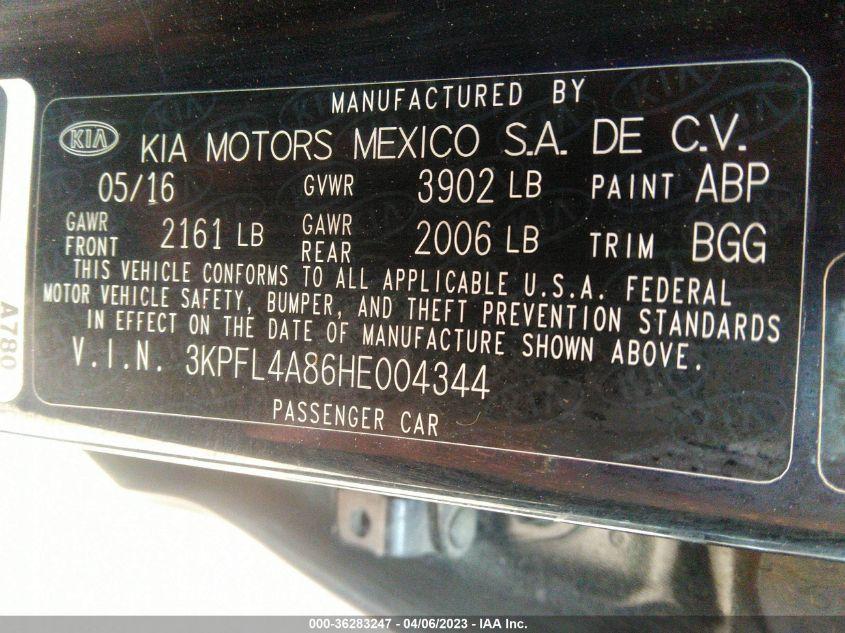 MANUFACTURED BY
KIA KIA MOTORS MEXICO S.A. DE C.V.
05/16 GVWR 3902 LB PAINT ABP
GAWR FRONT 2161 LB GAWR REAR 2006 LB TRIM BGG
THIS VEHICLE CONFORMS TO ALL APPLICABLE U.S.A. FEDERAL
MOTOR VEHICLE SAFETY, BUMPER, AND THEFT PREVENTION STANDARDS
IN EFFECT ON THE DATE OF MANUFACTURE SHOWN ABOVE.
V.I.N. 3KPFL4A86HE004344
PASSENGER CAR
A780
000-36283247 - 04/06/2023 - IAA Inc.